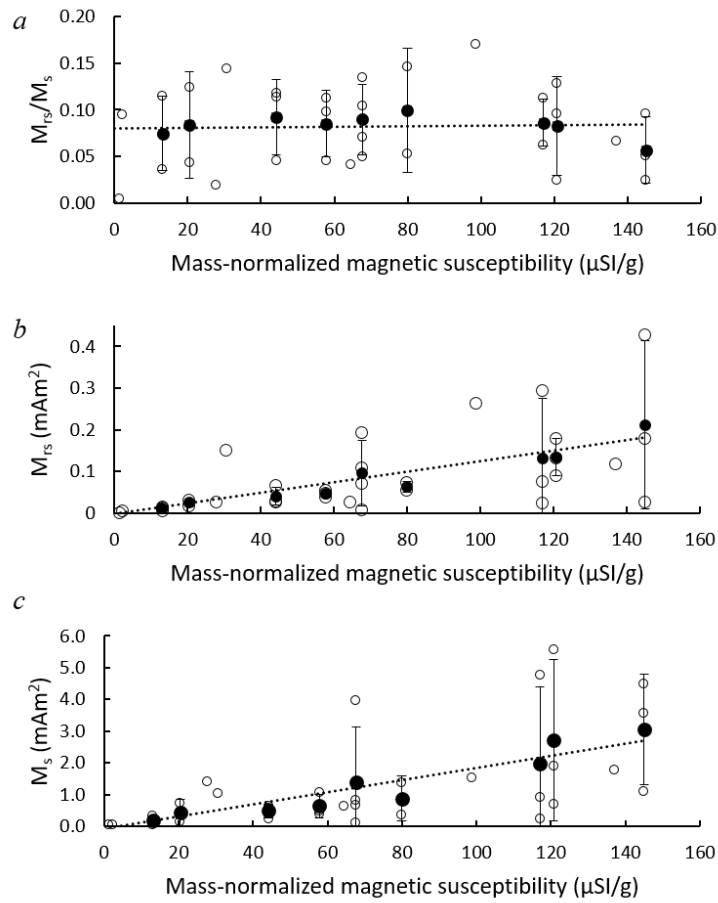 a
0.20
0.15
0.10
0.05
0.00
M_rs/M_s
0 20 40 60 80 100 120 140 160
Mass-normalized magnetic susceptibility (µSI/g)
b
0.4
0.3
0.2
0.1
0
M_rs (mAm²)
0 20 40 60 80 100 120 140 160
Mass-normalized magnetic susceptibility (µSI/g)
c
6.0
5.0
4.0
3.0
2.0
1.0
0.0
M_s (mAm²)
0 20 40 60 80 100 120 140 160
Mass-normalized magnetic susceptibility (µSI/g)